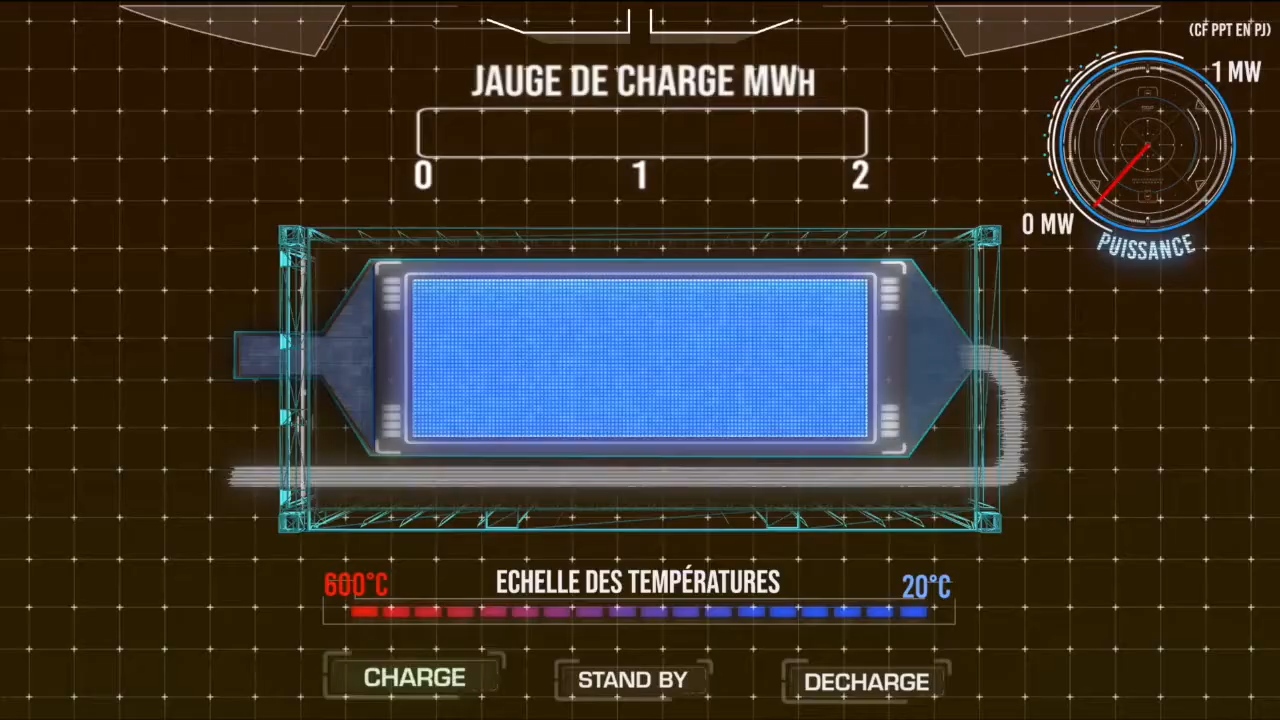 (CF PPT EN PJ)
JAUGE DE CHARGE MWH
1 MW
0 1 2
0 MW
PUISSANCE
600°C ECHELLE DES TEMPÉRATURES 20°C
CHARGE STAND BY DECHARGE